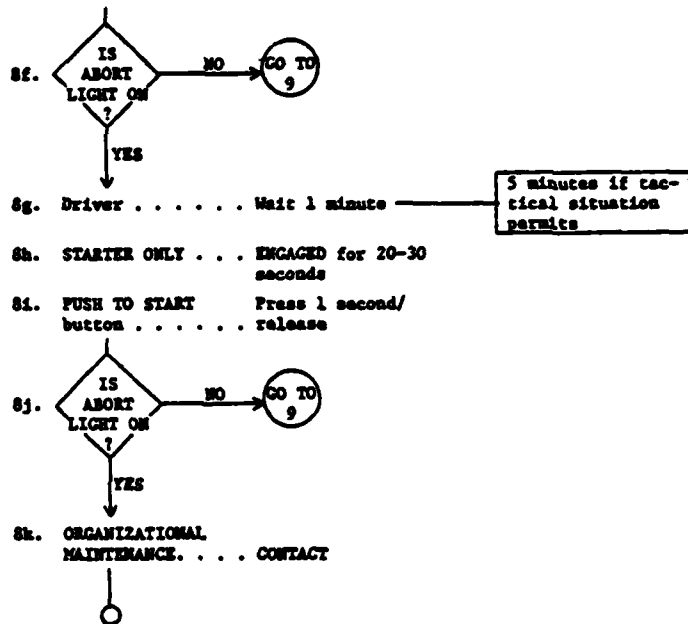 8f. IS ABORT LIGHT ON ?
NO
GO TO 9
YES
8g. Driver . . . . . . Wait 1 minute
5 minutes if tac-
tical situation
permits
8h. STARTER ONLY . . . ENGAGED for 20-30
seconds
8i. PUSH TO START Press 1 second/
button . . . . . . release
8j. IS ABORT LIGHT ON ?
NO
GO TO 9
YES
8k. ORGANIZATIONAL
MAINTENANCE. . . . CONTACT